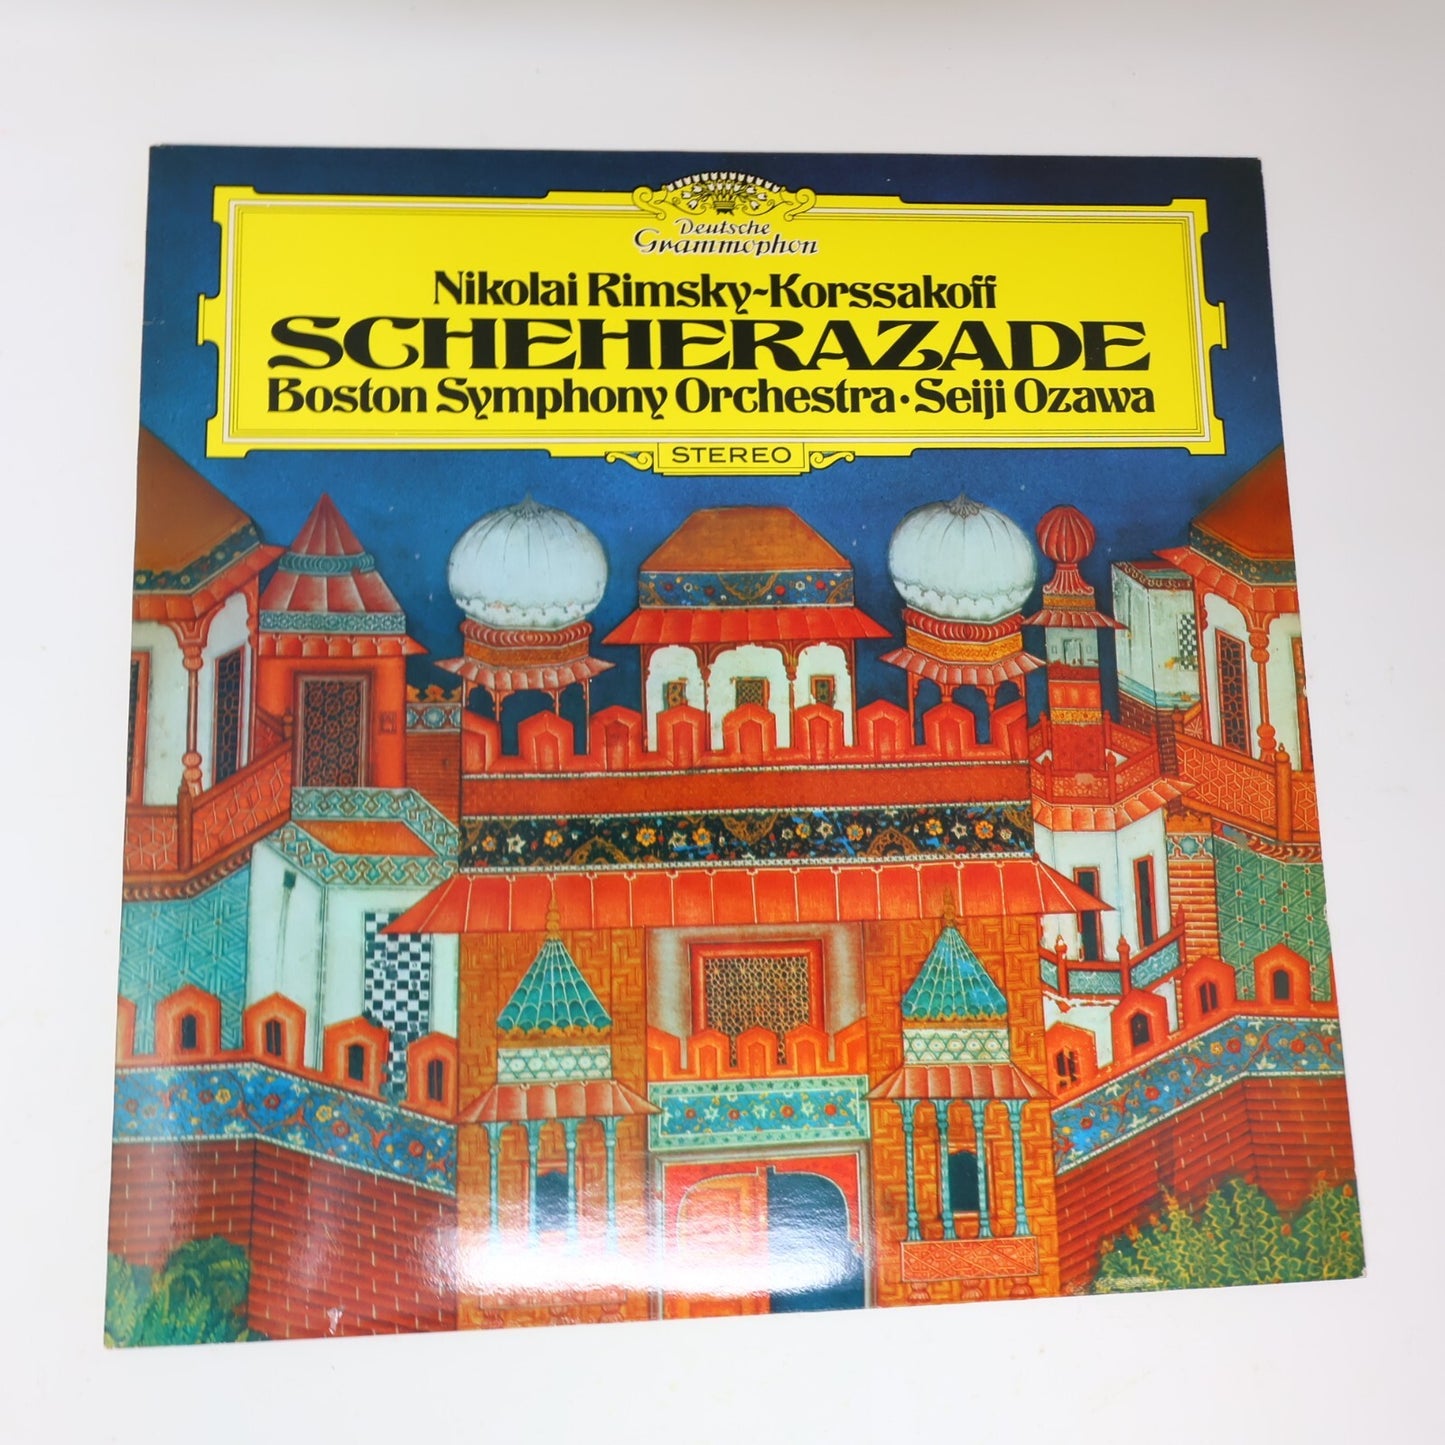 Deutsche
Grammophon
Nikolai Rimsky-Korssakoff
SCHEHERAZADE
Boston Symphony Orchestra · Seiji Ozawa
STEREO